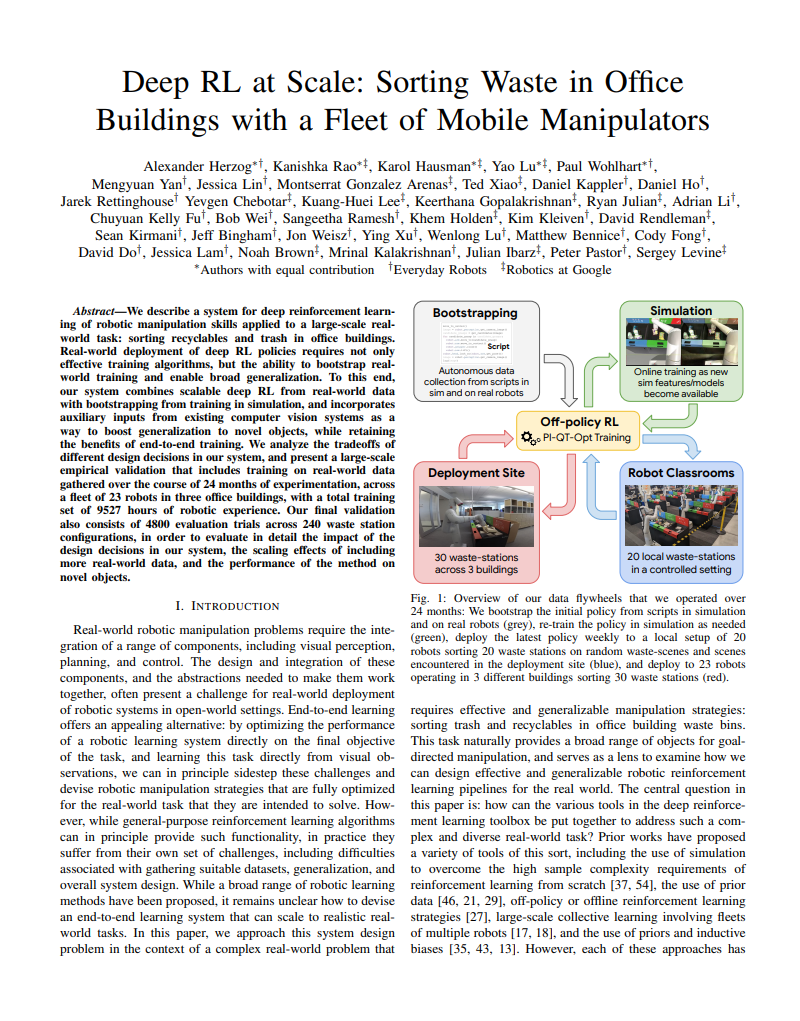 Deep RL at Scale: Sorting Waste in Office
Buildings with a Fleet of Mobile Manipulators
Alexander Herzog∗†, Kanishka Rao∗‡, Karol Hausman∗‡, Yao Lu∗‡, Paul Wohlhart∗†,
Mengyuan Yan†, Jessica Lin†, Montserrat Gonzalez Arenas‡, Ted Xiao‡, Daniel Kappler†, Daniel Ho†,
Jarek Rettinghouse† Yevgen Chebotar‡, Kuang-Huei Lee‡, Keerthana Gopalakrishnan‡, Ryan Julian‡, Adrian Li†,
Chuyuan Kelly Fu†, Bob Wei†, Sangeetha Ramesh†, Khem Holden‡, Kim Kleiven†, David Rendleman‡,
Sean Kirmani†, Jeff Bingham†, Jon Weisz†, Ying Xu†, Wenlong Lu†, Matthew Bennice†, Cody Fong†,
David Do†, Jessica Lam†, Noah Brown‡, Mrinal Kalakrishnan†, Julian Ibarz‡, Peter Pastor†, Sergey Levine‡
∗Authors with equal contribution †Everyday Robots ‡Robotics at Google
Abstract—We describe a system for deep reinforcement learn-
ing of robotic manipulation skills applied to a large-scale real-
world task: sorting recyclables and trash in office buildings.
Real-world deployment of deep RL policies requires not only
effective training algorithms, but the ability to bootstrap real-
world training and enable broad generalization. To this end,
our system combines scalable deep RL from real-world data
with bootstrapping from training in simulation, and incorporates
auxiliary inputs from existing computer vision systems as a
way to boost generalization to novel objects, while retaining
the benefits of end-to-end training. We analyze the tradeoffs of
different design decisions in our system, and present a large-scale
empirical validation that includes training on real-world data
gathered over the course of 24 months of experimentation, across
a fleet of 23 robots in three office buildings, with a total training
set of 9527 hours of robotic experience. Our final validation
also consists of 4800 evaluation trials across 240 waste station
configurations, in order to evaluate in detail the impact of the
design decisions in our system, the scaling effects of including
more real-world data, and the performance of the method on
novel objects.
I. INTRODUCTION
Real-world robotic manipulation problems require the inte-
gration of a range of components, including visual perception,
planning, and control. The design and integration of these
components, and the abstractions needed to make them work
together, often present a challenge for real-world deployment
of robotic systems in open-world settings. End-to-end learning
offers an appealing alternative: by optimizing the performance
of a robotic learning system directly on the final objective
of the task, and learning this task directly from visual ob-
servations, we can in principle sidestep these challenges and
devise robotic manipulation strategies that are fully optimized
for the real-world task that they are intended to solve. How-
ever, while general-purpose reinforcement learning algorithms
can in principle provide such functionality, in practice they
suffer from their own set of challenges, including difficulties
associated with gathering suitable datasets, generalization, and
overall system design. While a broad range of robotic learning
methods have been proposed, it remains unclear how to devise
an end-to-end learning system that can scale to realistic real-
world tasks. In this paper, we approach this system design
problem in the context of a complex real-world problem that
Bootstrapping
Script
Autonomous data
collection from scripts in
sim and on real robots
Simulation
Online training as new
sim features/models
become available
Off-policy RL
PI-QT-Opt Training
Deployment Site
30 waste-stations
across 3 buildings
Robot Classrooms
20 local waste-stations
in a controlled setting
Fig. 1: Overview of our data flywheels that we operated over
24 months: We bootstrap the initial policy from scripts in simulation
and on real robots (grey), re-train the policy in simulation as needed
(green), deploy the latest policy weekly to a local setup of 20
robots sorting 20 waste stations on random waste-scenes and scenes
encountered in the deployment site (blue), and deploy to 23 robots
operating in 3 different buildings sorting 30 waste stations (red).
requires effective and generalizable manipulation strategies:
sorting trash and recyclables in office building waste bins.
This task naturally provides a broad range of objects for goal-
directed manipulation, and serves as a lens to examine how we
can design effective and generalizable robotic reinforcement
learning pipelines for the real world. The central question in
this paper is: how can the various tools in the deep reinforce-
ment learning toolbox be put together to address such a com-
plex and diverse real-world task? Prior works have proposed
a variety of tools of this sort, including the use of simulation
to overcome the high sample complexity requirements of
reinforcement learning from scratch [37, 54], the use of prior
data [46, 21, 29], off-policy or offline reinforcement learning
strategies [27], large-scale collective learning involving fleets
of multiple robots [17, 18], and the use of priors and inductive
biases [35, 43, 13]. However, each of these approaches has